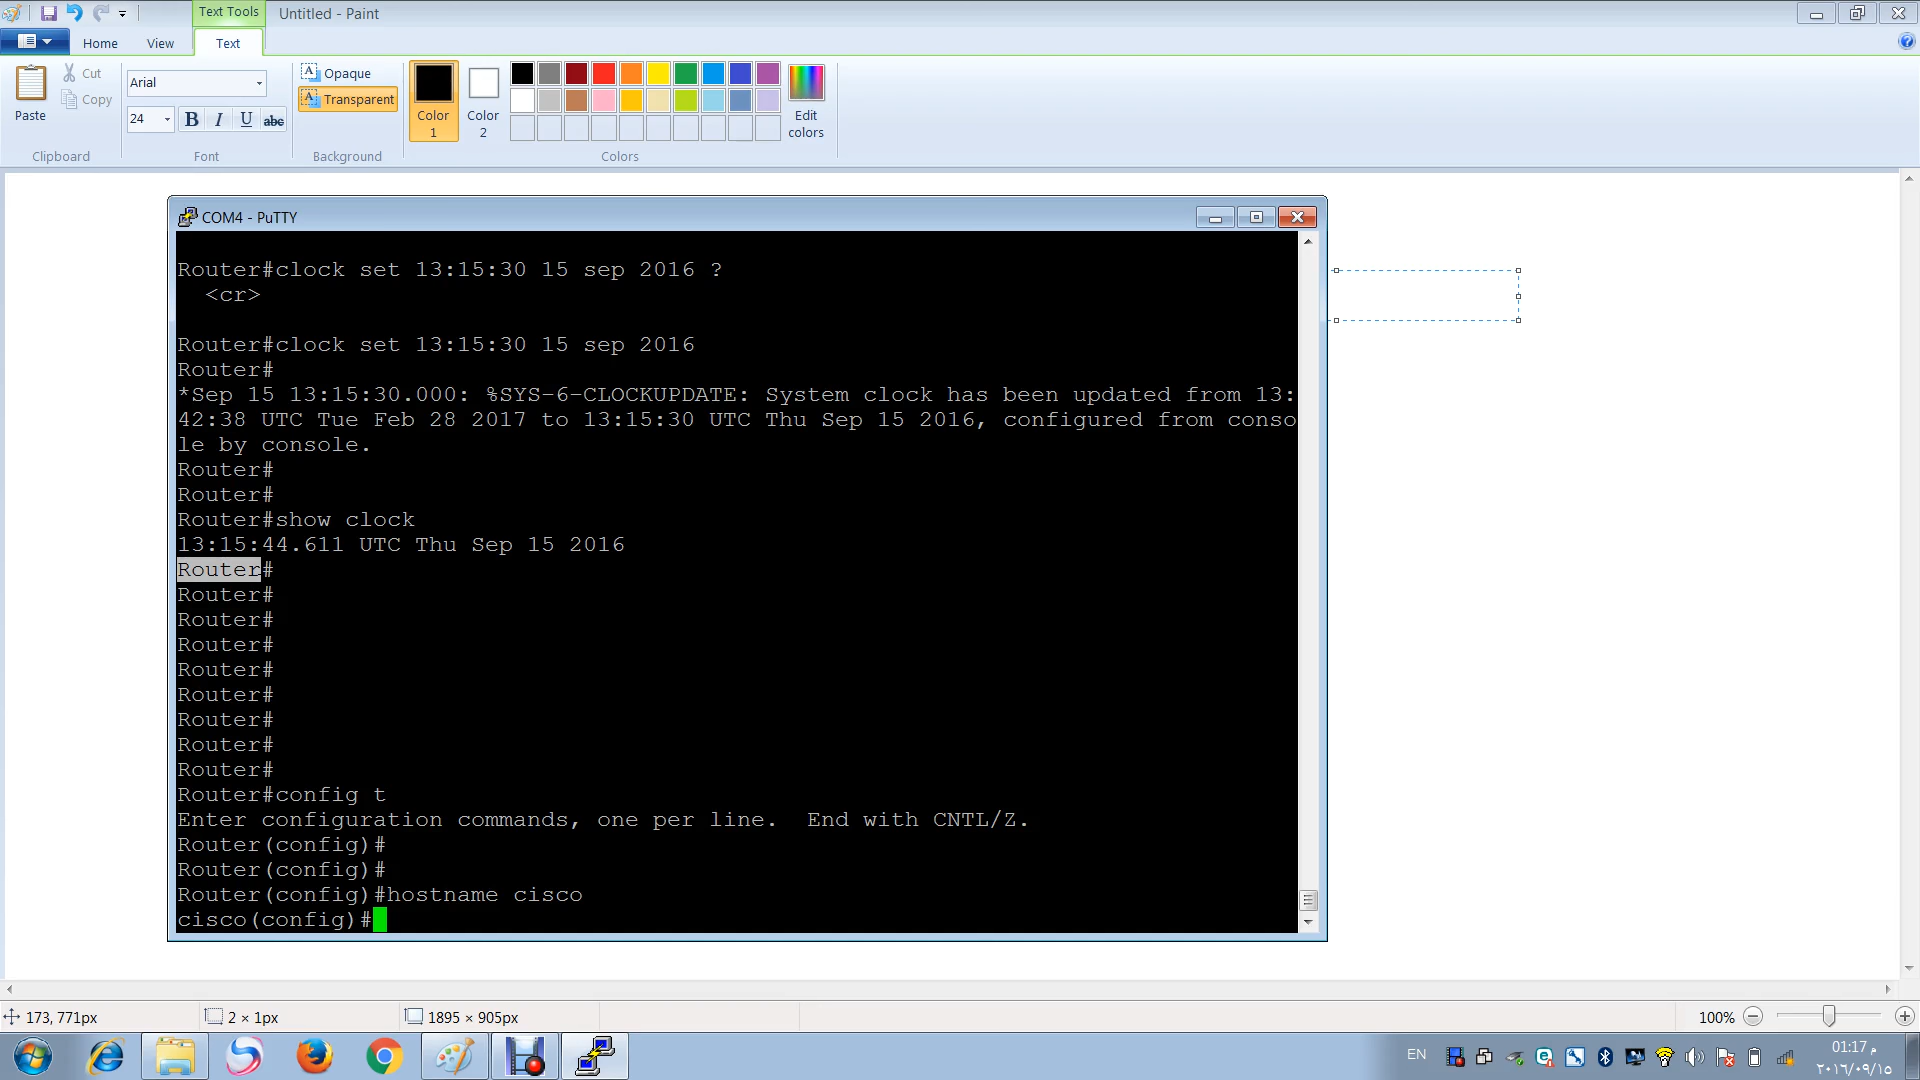 Text Tools
Untitled - Paint
Home
View
Text
Paste
Cut
Copy
Clipboard
Arial
24
B
I
U
abc
Font
Opaque
Transparent
Background
Color
1
Color
2
Edit
colors
Colors
COM4 - PuTTY
Router#clock set 13:15:30 15 sep 2016 ?
<cr>
Router#clock set 13:15:30 15 sep 2016
Router#
*Sep 15 13:15:30.000: %SYS-6-CLOCKUPDATE: System clock has been updated from 13:
42:38 UTC Tue Feb 28 2017 to 13:15:30 UTC Thu Sep 15 2016, configured from conso
le by console.
Router#
Router#
Router#show clock
13:15:44.611 UTC Thu Sep 15 2016
Router#
Router#
Router#
Router#
Router#
Router#
Router#
Router#
Router#
Router#config t
Enter configuration commands, one per line.  End with CNTL/Z.
Router(config)#
Router(config)#
Router(config)#hostname cisco
cisco(config)#
173, 771px
2 × 1px
1895 × 905px
100%
EN
01:17 م
٢٠١٦/٠٩/١٥